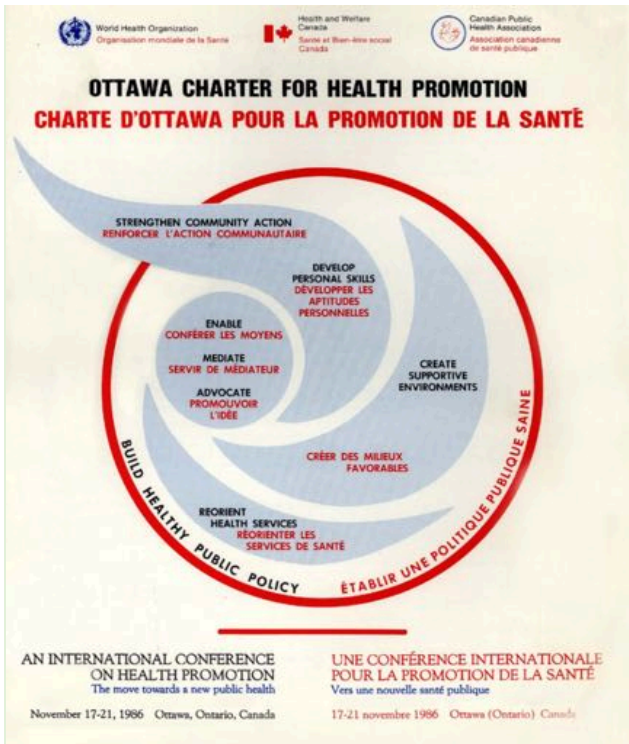 World Health Organization
Organisation mondiale de la Santé
Health and Welfare
Canada
Santé et Bien-être social
Canada
Canadian Public
Health Association
Association canadienne
de santé publique
OTTAWA CHARTER FOR HEALTH PROMOTION
CHARTE D'OTTAWA POUR LA PROMOTION DE LA SANTÉ
STRENGTHEN COMMUNITY ACTION
RENFORCER L'ACTION COMMUNAUTAIRE
DEVELOP
PERSONAL SKILLS
DÉVELOPPER LES
APTITUDES
PERSONNELLES
ENABLE
CONFÉRER LES MOYENS
MEDIATE
SERVIR DE MÉDIATEUR
ADVOCATE
PROMOUVOIR
L'IDÉE
CREATE
SUPPORTIVE
ENVIRONMENTS
CRÉER DES MILIEUX
FAVORABLES
REORIENT
HEALTH SERVICES
RÉORIENTER LES
SERVICES DE SANTÉ
BUILD HEALTHY PUBLIC POLICY
ÉTABLIR UNE POLITIQUE PUBLIQUE SAINE
AN INTERNATIONAL CONFERENCE
ON HEALTH PROMOTION
The move towards a new public health
November 17-21, 1986 Ottawa, Ontario, Canada
UNE CONFÉRENCE INTERNATIONALE
POUR LA PROMOTION DE LA SANTÉ
Vers une nouvelle santé publique
17-21 novembre 1986 Ottawa (Ontario) Canada